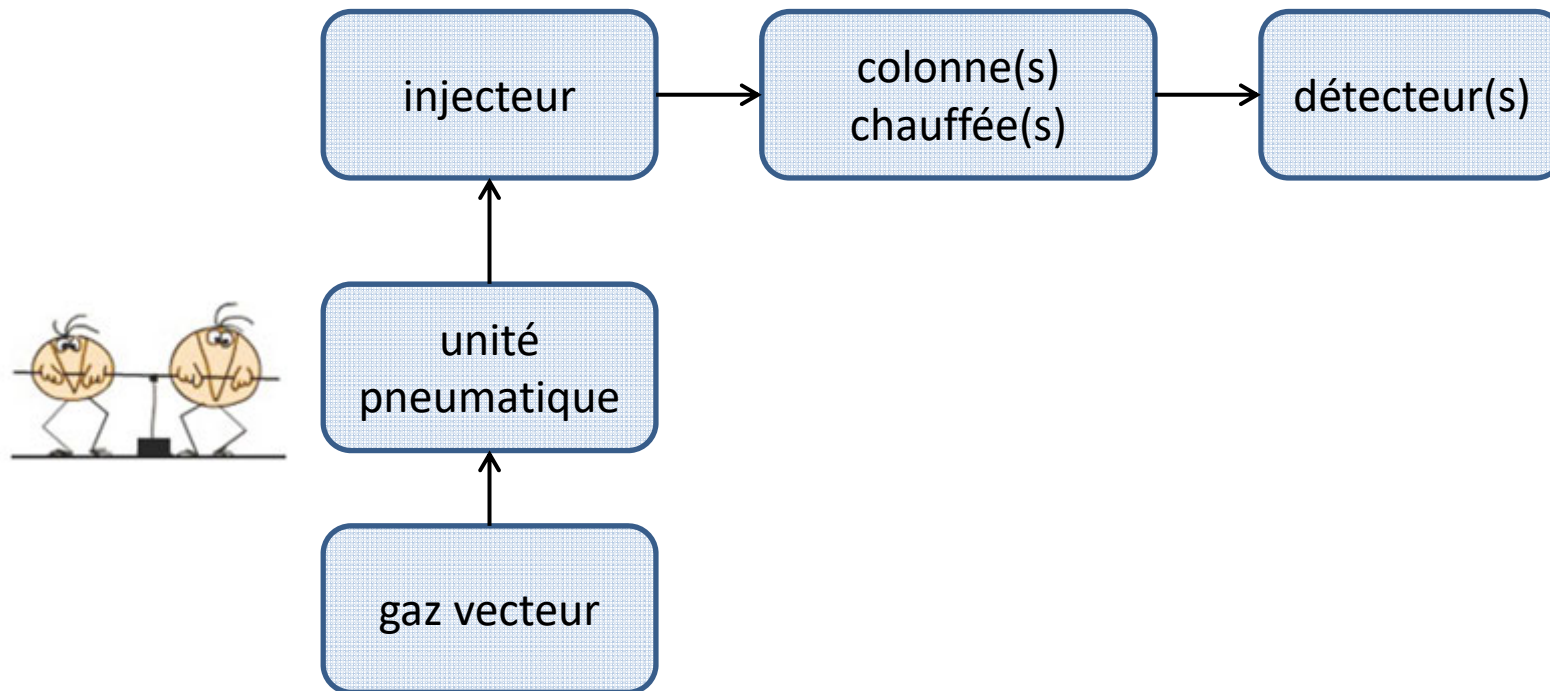 injecteur
colonne(s)
chauffée(s)
détecteur(s)
unité
pneumatique
gaz vecteur